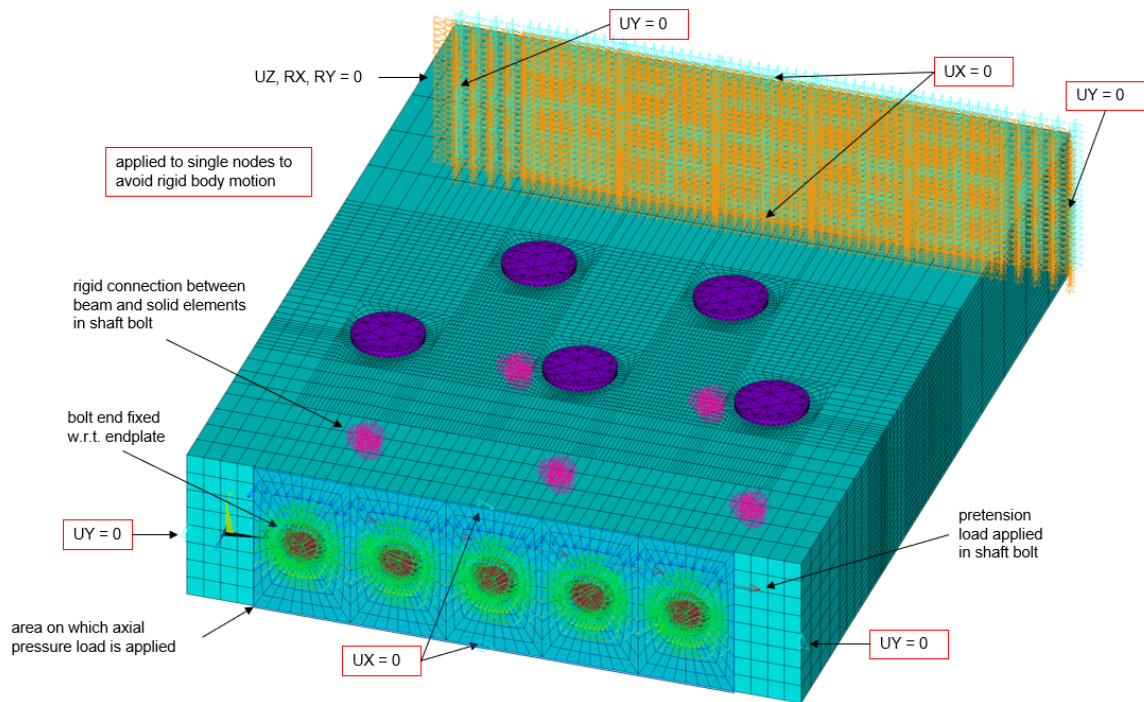 UY = 0
UZ, RX, RY = 0
UX = 0
UY = 0
applied to single nodes to
avoid rigid body motion
rigid connection between
beam and solid elements
in shaft bolt
bolt end fixed
w.r.t. endplate
UY = 0
pretension
load applied
in shaft bolt
area on which axial
pressure load is applied
UX = 0
UY = 0